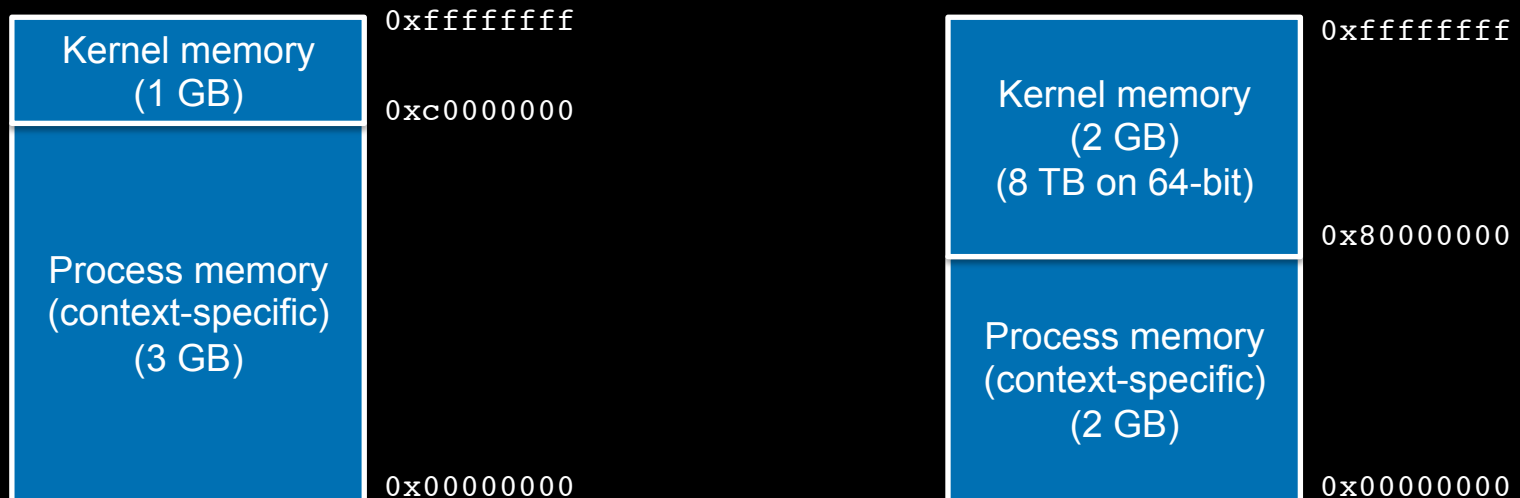 Kernel memory
(1 GB)
0xffffffff
0xc0000000
Process memory
(context-specific)
(3 GB)
0x00000000
Kernel memory
(2 GB)
(8 TB on 64-bit)
0xffffffff
0x80000000
Process memory
(context-specific)
(2 GB)
0x00000000